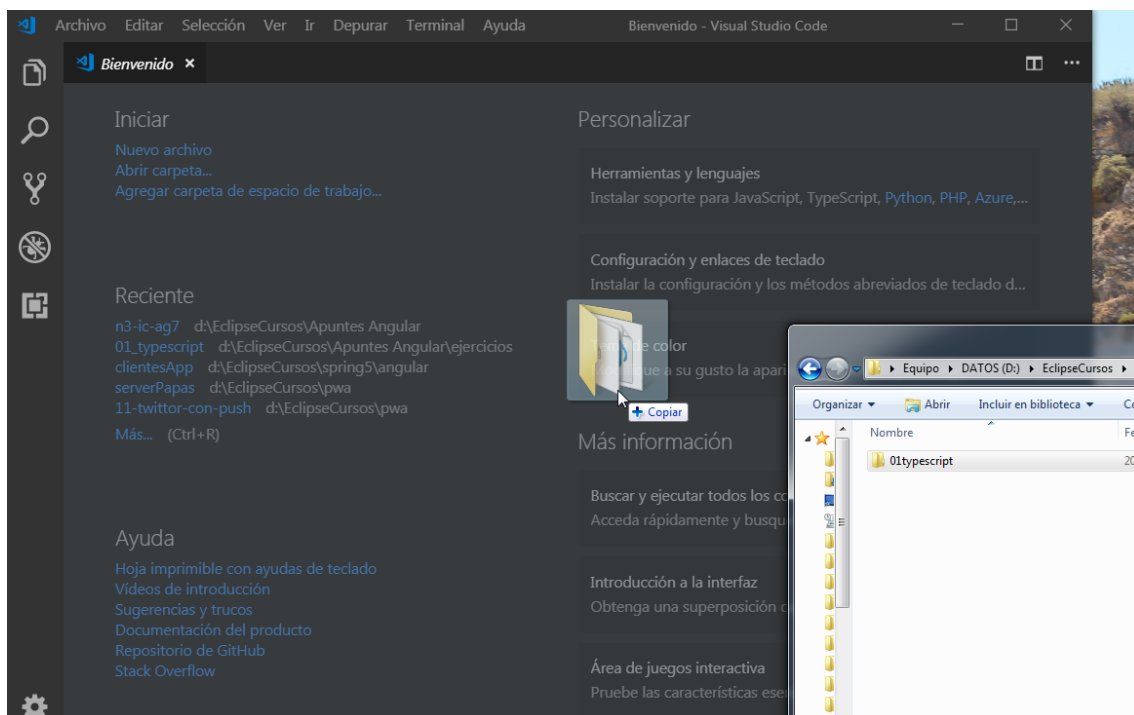 Archivo Editar Selección Ver Ir Depurar Terminal Ayuda Bienvenido - Visual Studio Code
Bienvenido
Iniciar
Nuevo archivo
Abrir carpeta...
Agregar carpeta de espacio de trabajo...
Reciente
n3-ic-ag7 d:\EclipseCursos\Apuntes Angular
01_typescript d:\EclipseCursos\Apuntes Angular\ejercicios
clientesApp d:\EclipseCursos\spring5\angular
serverPapas d:\EclipseCursos\pwa
11-twittor-con-push d:\EclipseCursos\pwa
Más... (Ctrl+R)
Ayuda
Hoja imprimible con ayudas de teclado
Vídeos de introducción
Sugerencias y trucos
Documentación del producto
Repositorio de GitHub
Stack Overflow
Personalizar
Herramientas y lenguajes
Instalar soporte para JavaScript, TypeScript, Python, PHP, Azure,...
Configuración y enlaces de teclado
Instalar la configuración y los métodos abreviados de teclado d...
Tema de color
que a su gusto la apari
Copiar
Más información
Buscar y ejecutar todos los co
Acceda rápidamente y busqu
Introducción a la interfaz
Obtenga una superposición
Área de juegos interactiva
Pruebe las características ese
Equipo DATOS (D:) EclipseCursos
Organizar Abrir Incluir en biblioteca Co
Nombre Fe
01typescript 20